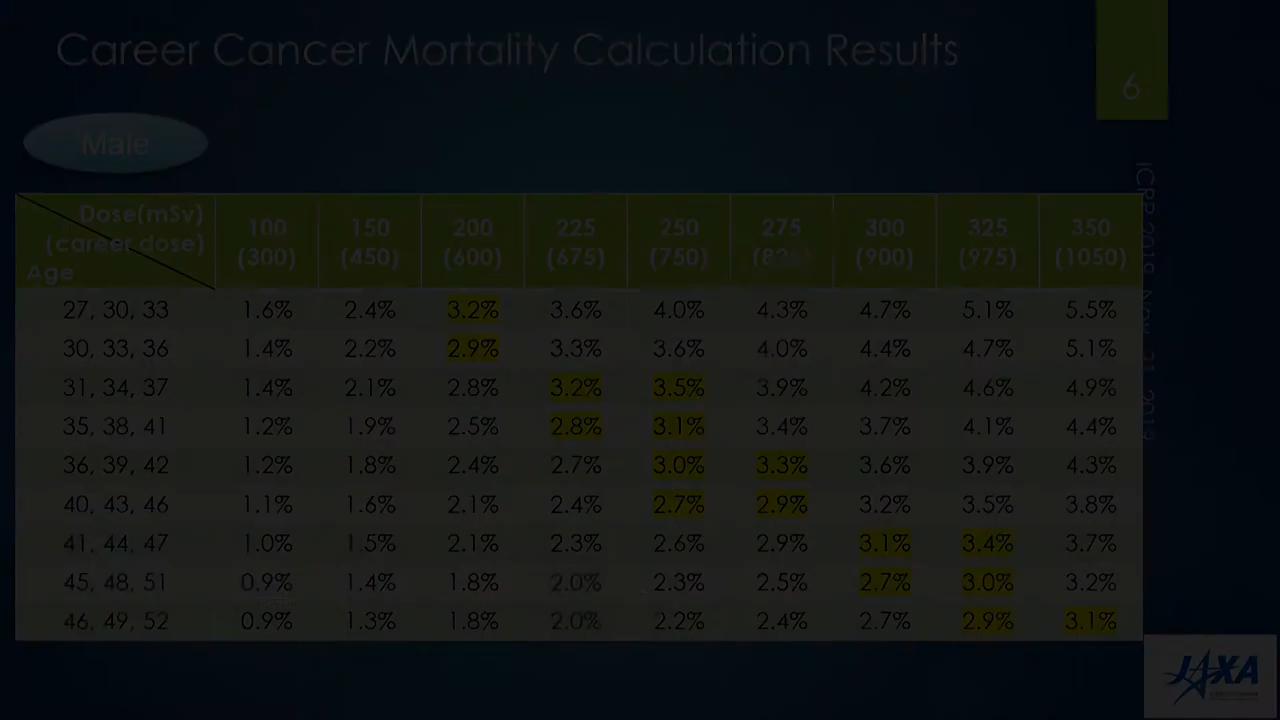 Career Cancer Mortality Calculation Results
6
Male
Dose(mSv)
(career dose)
Age
100 150 200 225 250 275 300 325 350
(300) (450) (600) (675) (750) (825) (900) (975) (1050)
27, 30, 33 1.6% 2.4% 3.2% 3.6% 4.0% 4.3% 4.7% 5.1% 5.5%
30, 33, 36 1.4% 2.2% 2.9% 3.3% 3.6% 4.0% 4.4% 4.7% 5.1%
31, 34, 37 1.4% 2.1% 2.8% 3.2% 3.5% 3.9% 4.2% 4.6% 4.9%
35, 38, 41 1.2% 1.9% 2.5% 2.8% 3.1% 3.4% 3.7% 4.1% 4.4%
36, 39, 42 1.2% 1.8% 2.4% 2.7% 3.0% 3.3% 3.6% 3.9% 4.3%
40, 43, 46 1.1% 1.6% 2.1% 2.4% 2.7% 2.9% 3.2% 3.5% 3.8%
41, 44, 47 1.0% 1.5% 2.1% 2.3% 2.6% 2.9% 3.1% 3.4% 3.7%
45, 48, 51 0.9% 1.4% 1.8% 2.0% 2.3% 2.5% 2.7% 3.0% 3.2%
46, 49, 52 0.9% 1.3% 1.8% 2.0% 2.2% 2.4% 2.7% 2.9% 3.1%
ICRP 2019 Nov. 21, 2019
JAXA